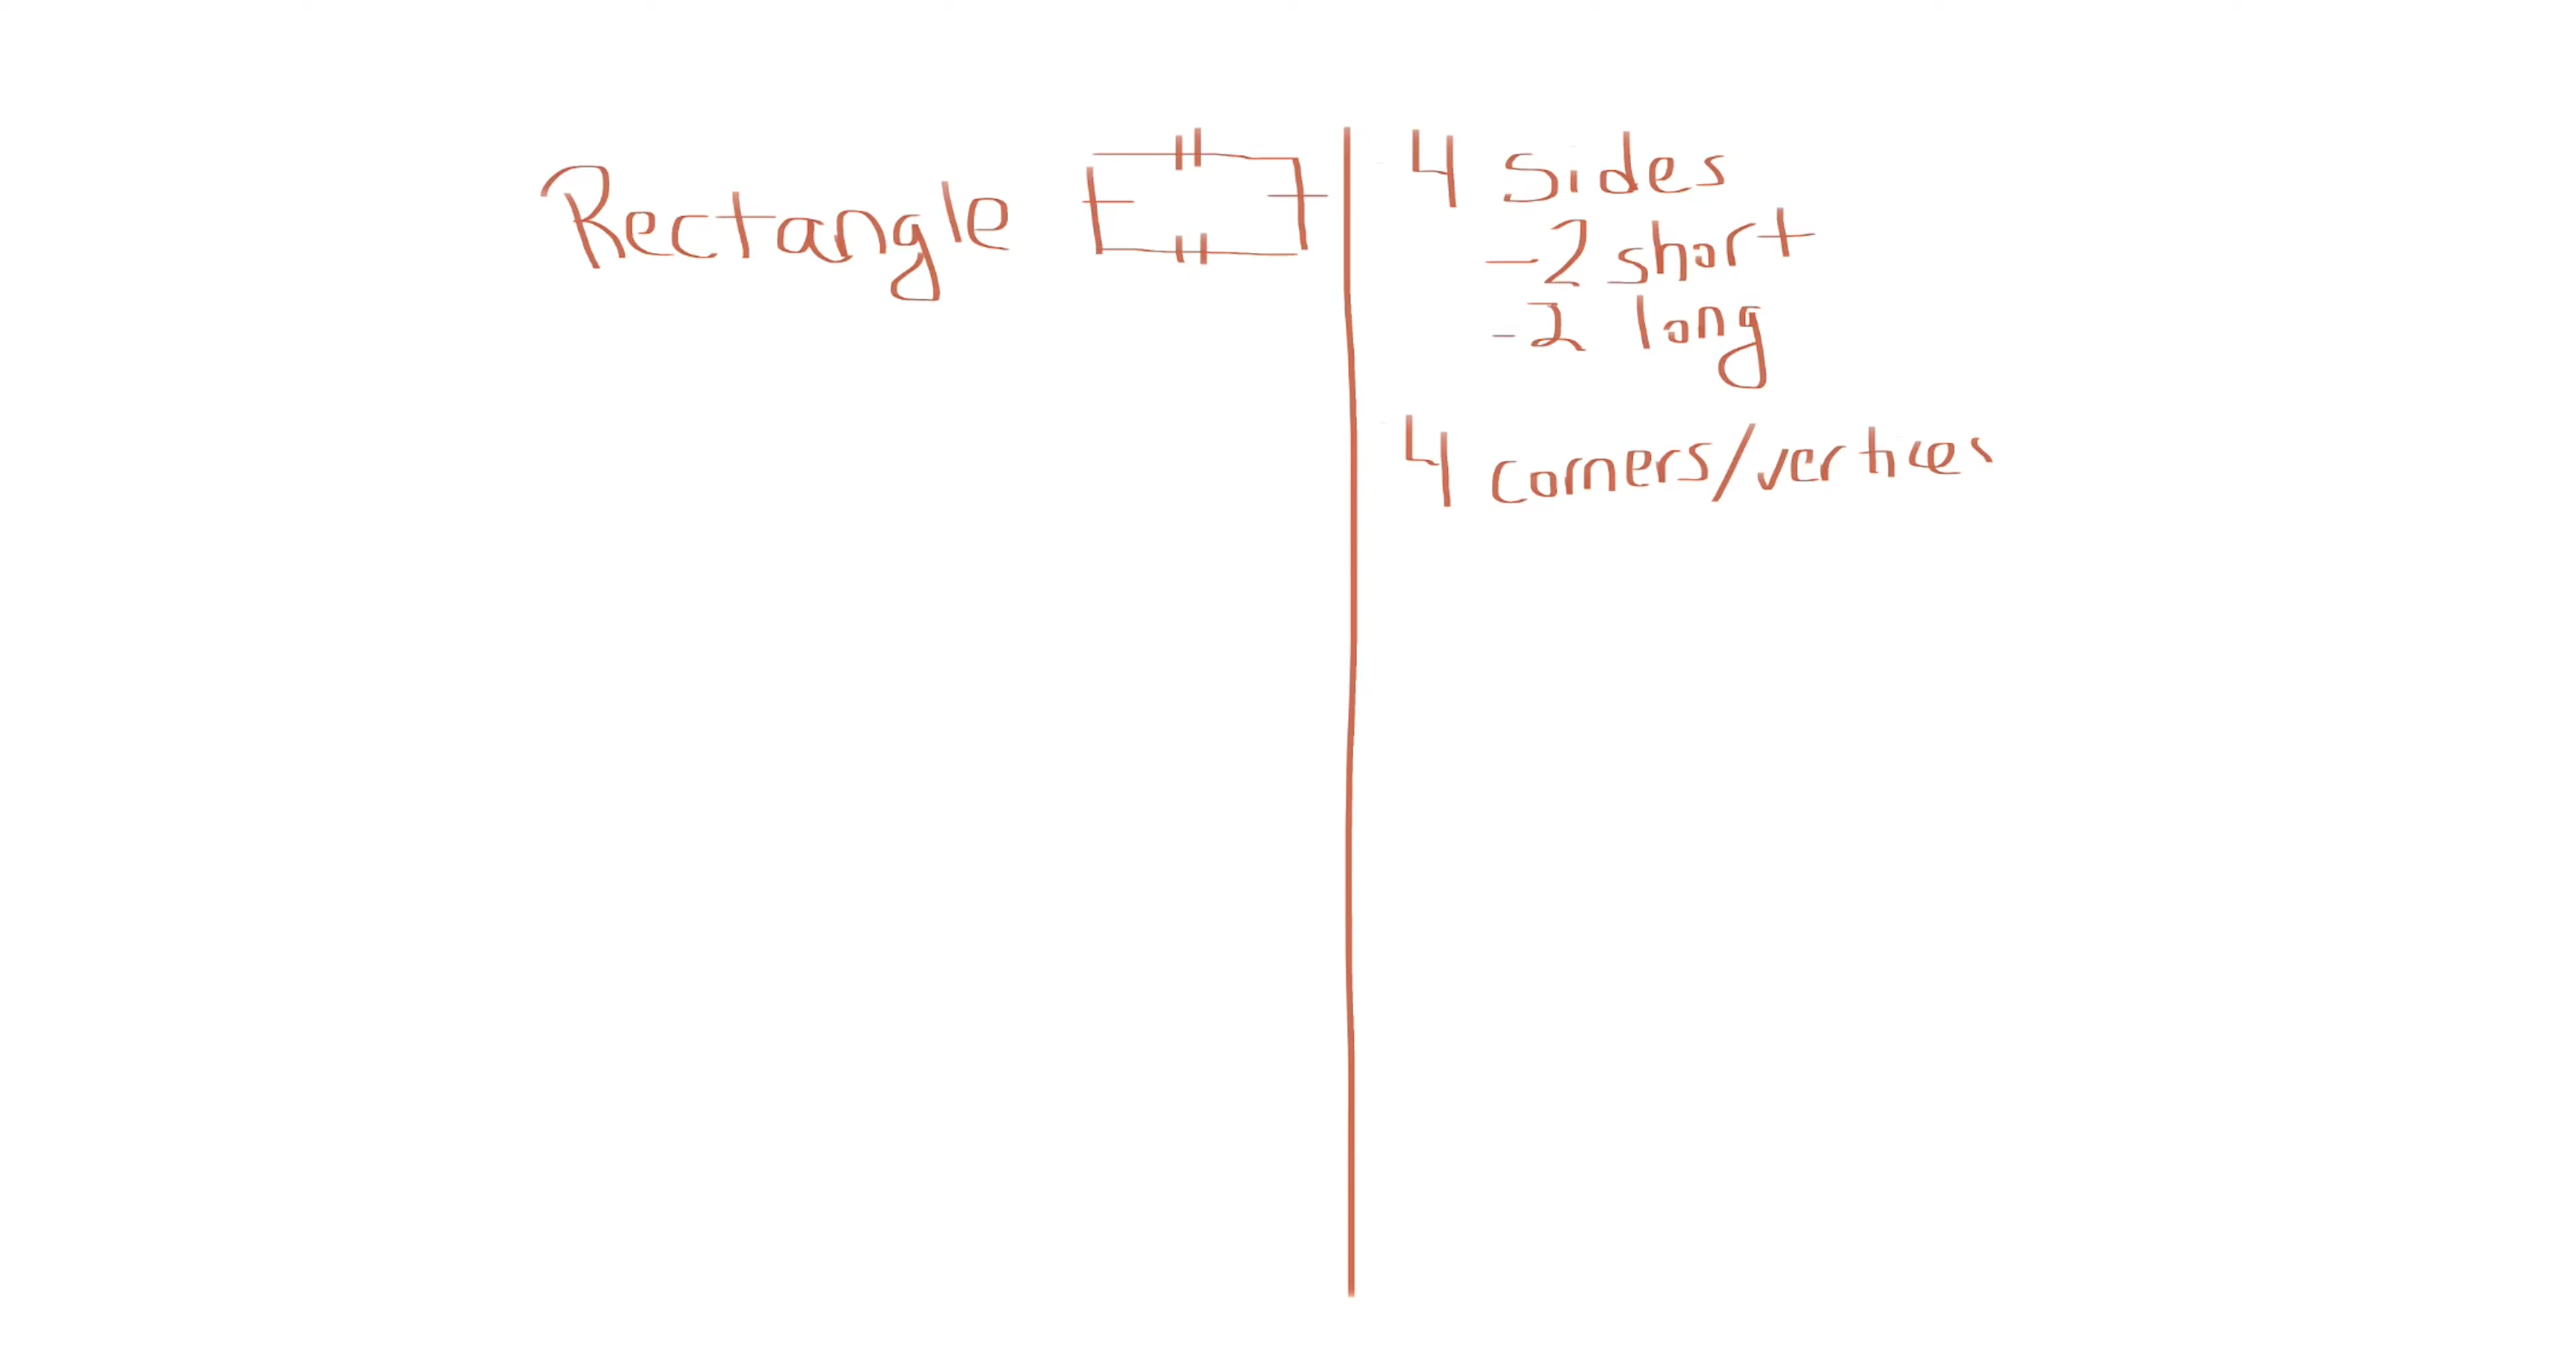 Rectangle
4 sides
-2 short
-2 long
4 corners/vertices